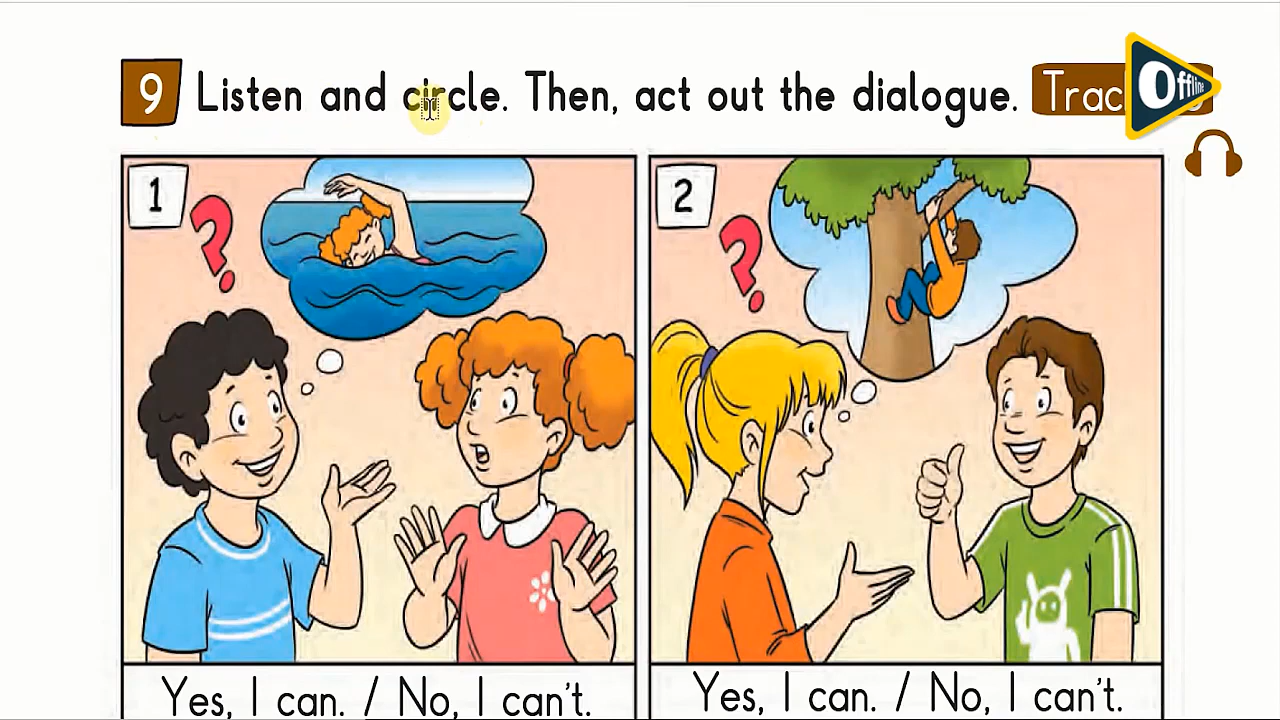 9 Listen and circle. Then, act out the dialogue.
Offline
1
?
2
?
Yes, I can. / No, I can't.
Yes, I can. / No, I can't.